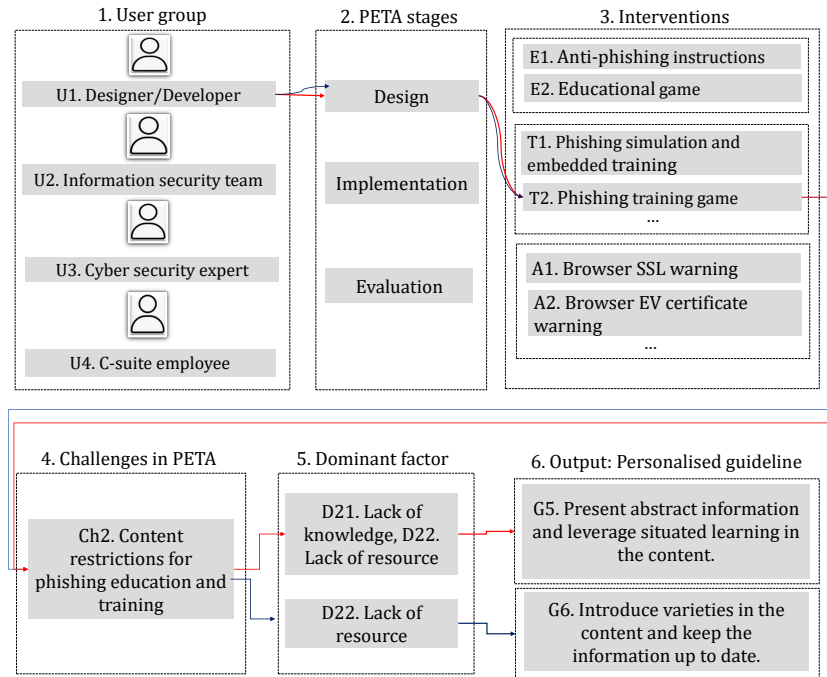 1. User group
2. PETA stages
3. Interventions
U1. Designer/Developer
U2. Information security team
U3. Cyber security expert
U4. C-suite employee
Design
Implementation
Evaluation
E1. Anti-phishing instructions
E2. Educational game
T1. Phishing simulation and
embedded training
T2. Phishing training game
...
A1. Browser SSL warning
A2. Browser EV certificate
warning
...
4. Challenges in PETA
5. Dominant factor
6. Output: Personalised guideline
Ch2. Content
restrictions for
phishing education and
training
D21. Lack of
knowledge, D22.
Lack of resource
D22. Lack of
resource
G5. Present abstract information
and leverage situated learning in
the content.
G6. Introduce varieties in the
content and keep the
information up to date.